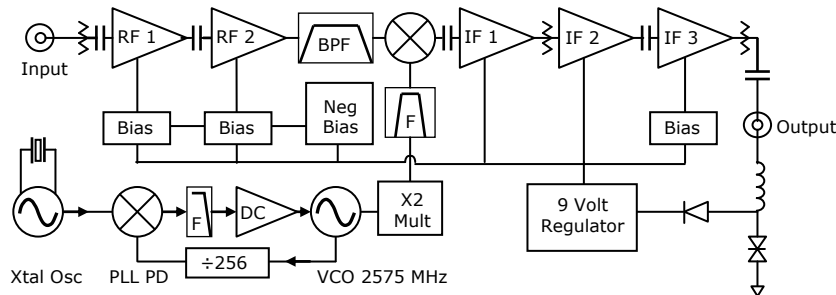 RF 1
RF 2
BPF
IF 1
IF 2
IF 3
Input
Neg
Bias
F
Bias
Bias
Bias
Output
X2
Mult
9 Volt
Regulator
F
DC
÷256
Xtal Osc
PLL PD
VCO 2575 MHz